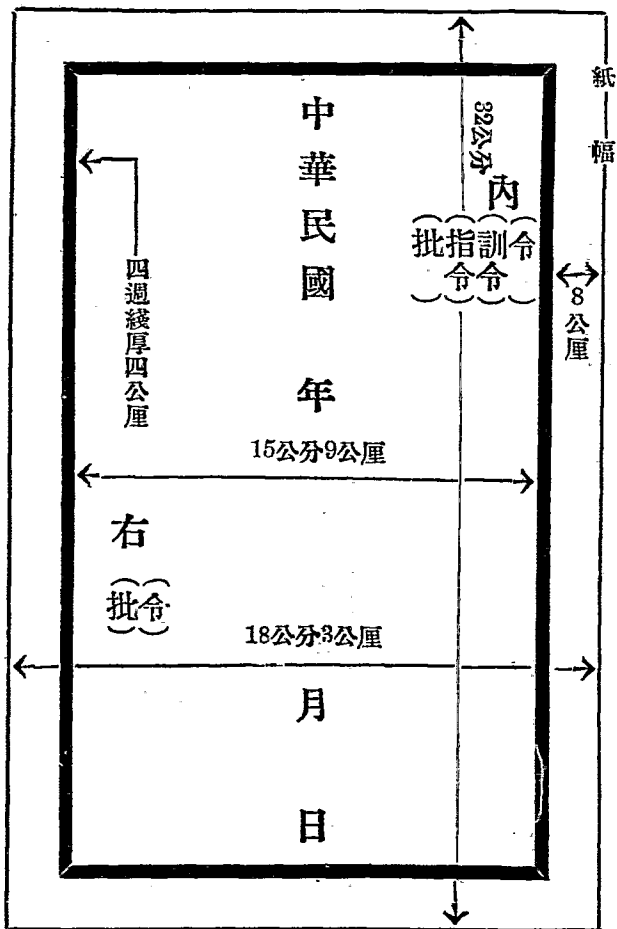 紙幅
8公厘
32公分
內
(令)(訓令)(指令)(批)
中華民國　年　月　日
四週綫厚四公厘
15公分9公厘
右
(令)(批)
18公分3公厘